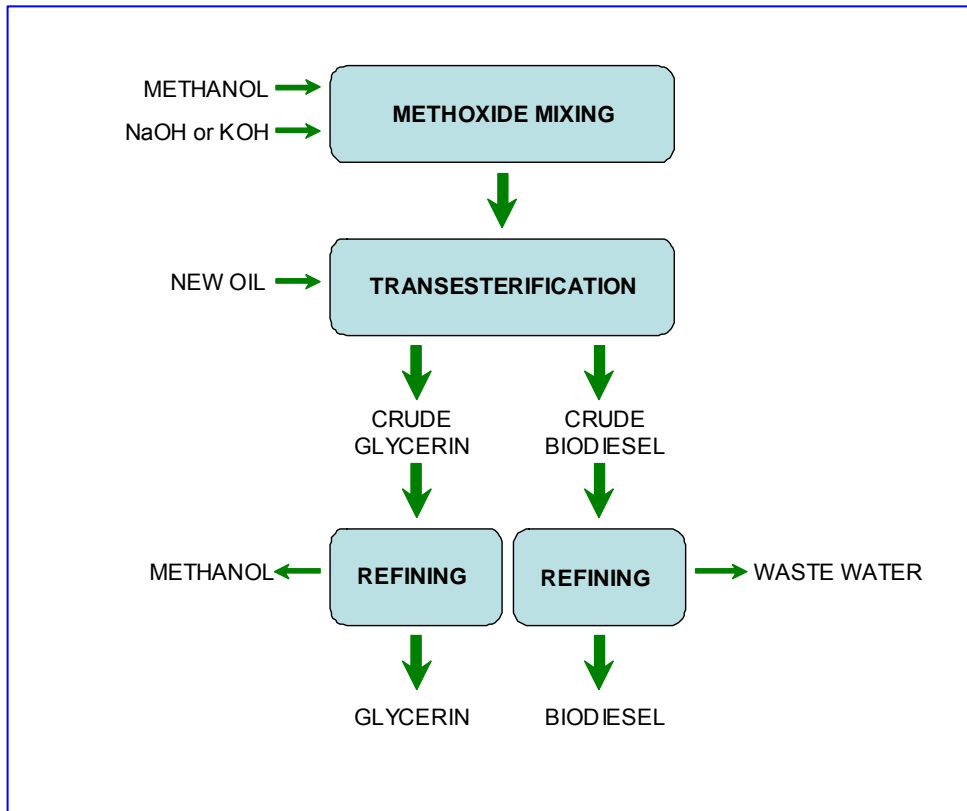 METHANOL
METHOXIDE MIXING
NaOH or KOH
NEW OIL
TRANSESTERIFICATION
CRUDE
GLYCERIN
CRUDE
BIODIESEL
METHANOL
REFINING
REFINING
WASTE WATER
GLYCERIN
BIODIESEL